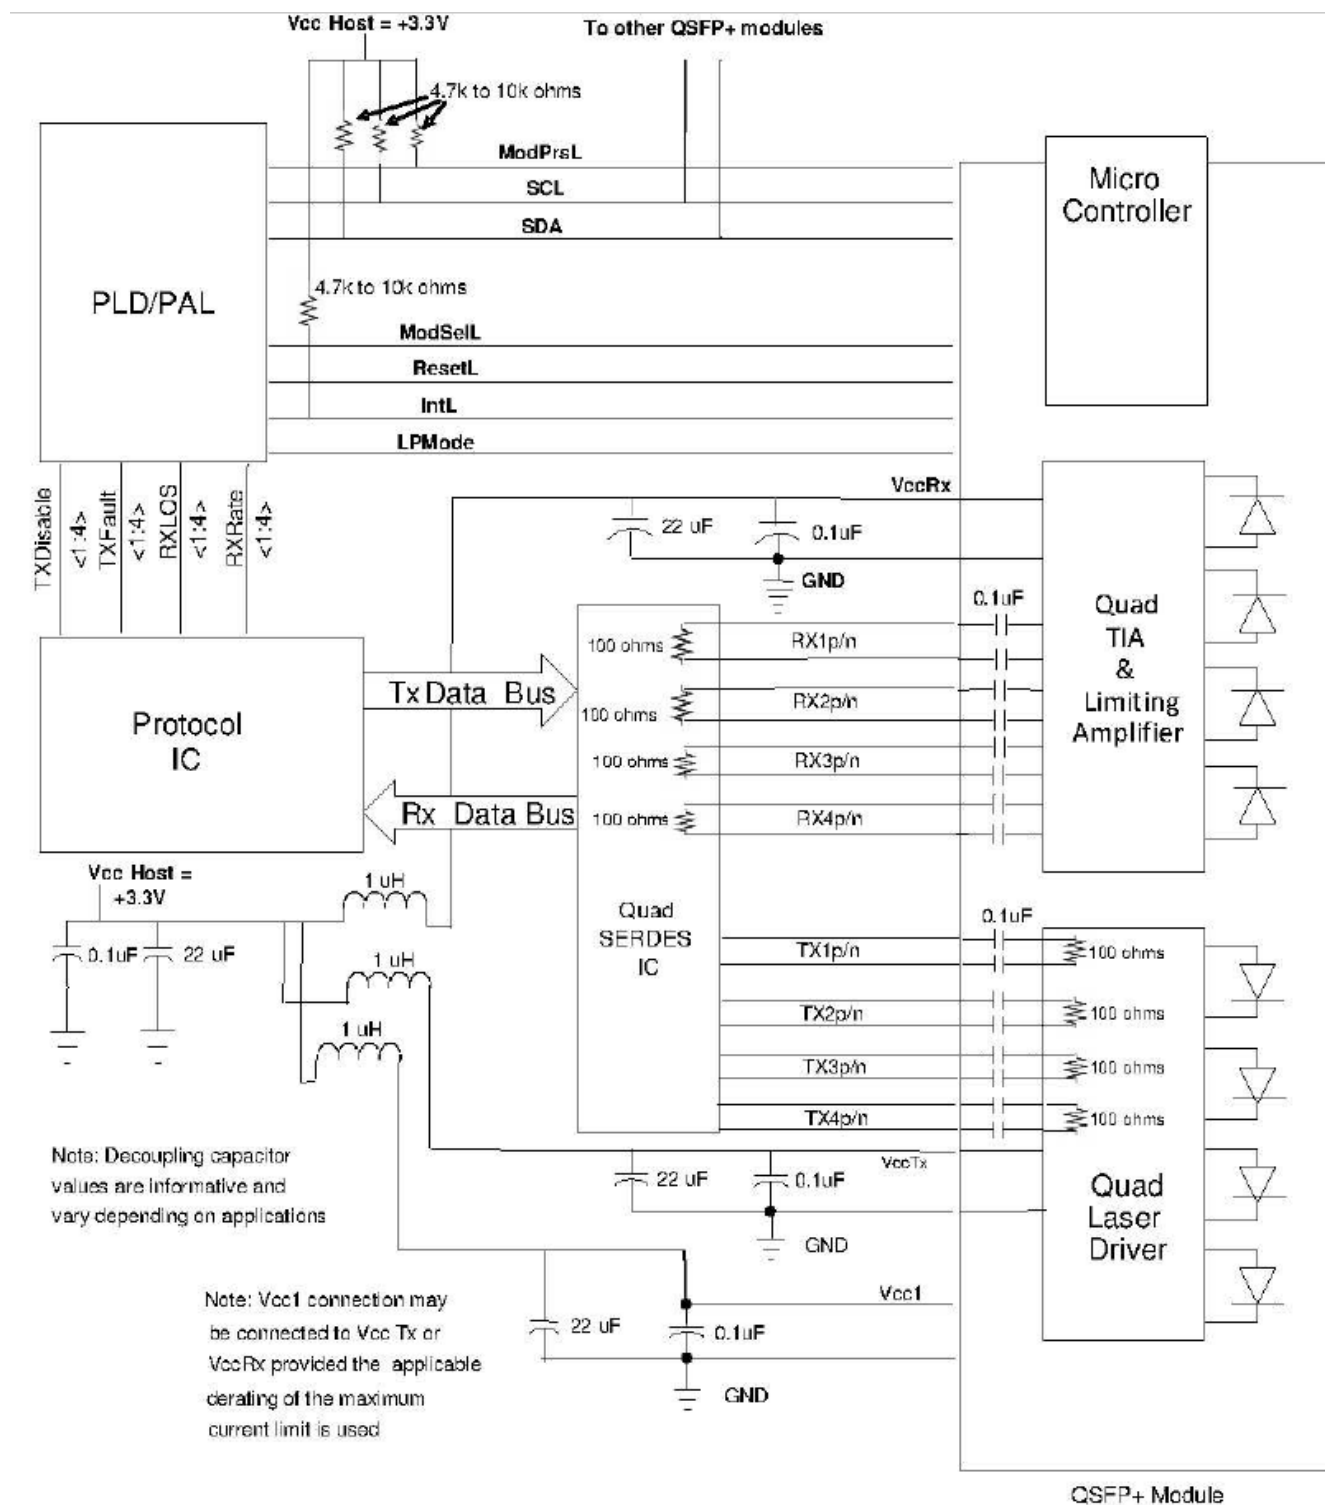 Vcc Host = +3.3V
To other QSFP+ modules
4.7k to 10k ohms
ModPrsL
SCL
SDA
Micro
Controller
PLD/PAL
4.7k to 10k ohms
ModSelL
ResetL
IntL
LPMode
TXDisable
<1:4>
TXFault
<1:4>
RXLOS
<1:4>
RXRate
<1:4>
VccRx
22 uF
0.1uF
GND
0.1uF
Quad
TIA
&
Limiting
Amplifier
100 ohms
RX1p/n
100 ohms
RX2p/n
100 ohms
RX3p/n
100 ohms
RX4p/n
Tx Data Bus
Protocol
IC
Rx Data Bus
Vcc Host =
+3.3V
1 uH
0.1uF
22 uF
1 uH
1 uH
Quad
SERDES
IC
0.1uF
TX1p/n
100 ohms
TX2p/n
100 ohms
TX3p/n
100 ohms
TX4p/n
100 ohms
VccTx
22 uF
0.1uF
GND
Quad
Laser
Driver
Note: Decoupling capacitor
values are informative and
vary depending on applications
Vcc1
22 uF
0.1uF
GND
Note: Vcc1 connection may
be connected to Vcc Tx or
VccRx provided the applicable
derating of the maximum
current limit is used
QSFP+ Module